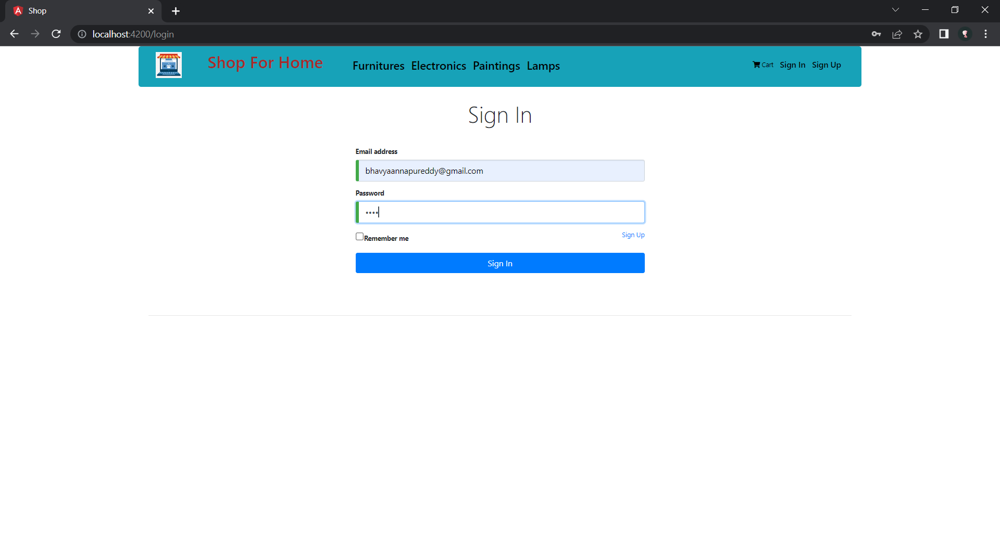 Shop
localhost:4200/login
Shop For Home
Furnitures Electronics Paintings Lamps
Cart Sign In Sign Up
Sign In
Email address
bhavyaannapureddy@gmail.com
Password
••••
Remember me
Sign Up
Sign In